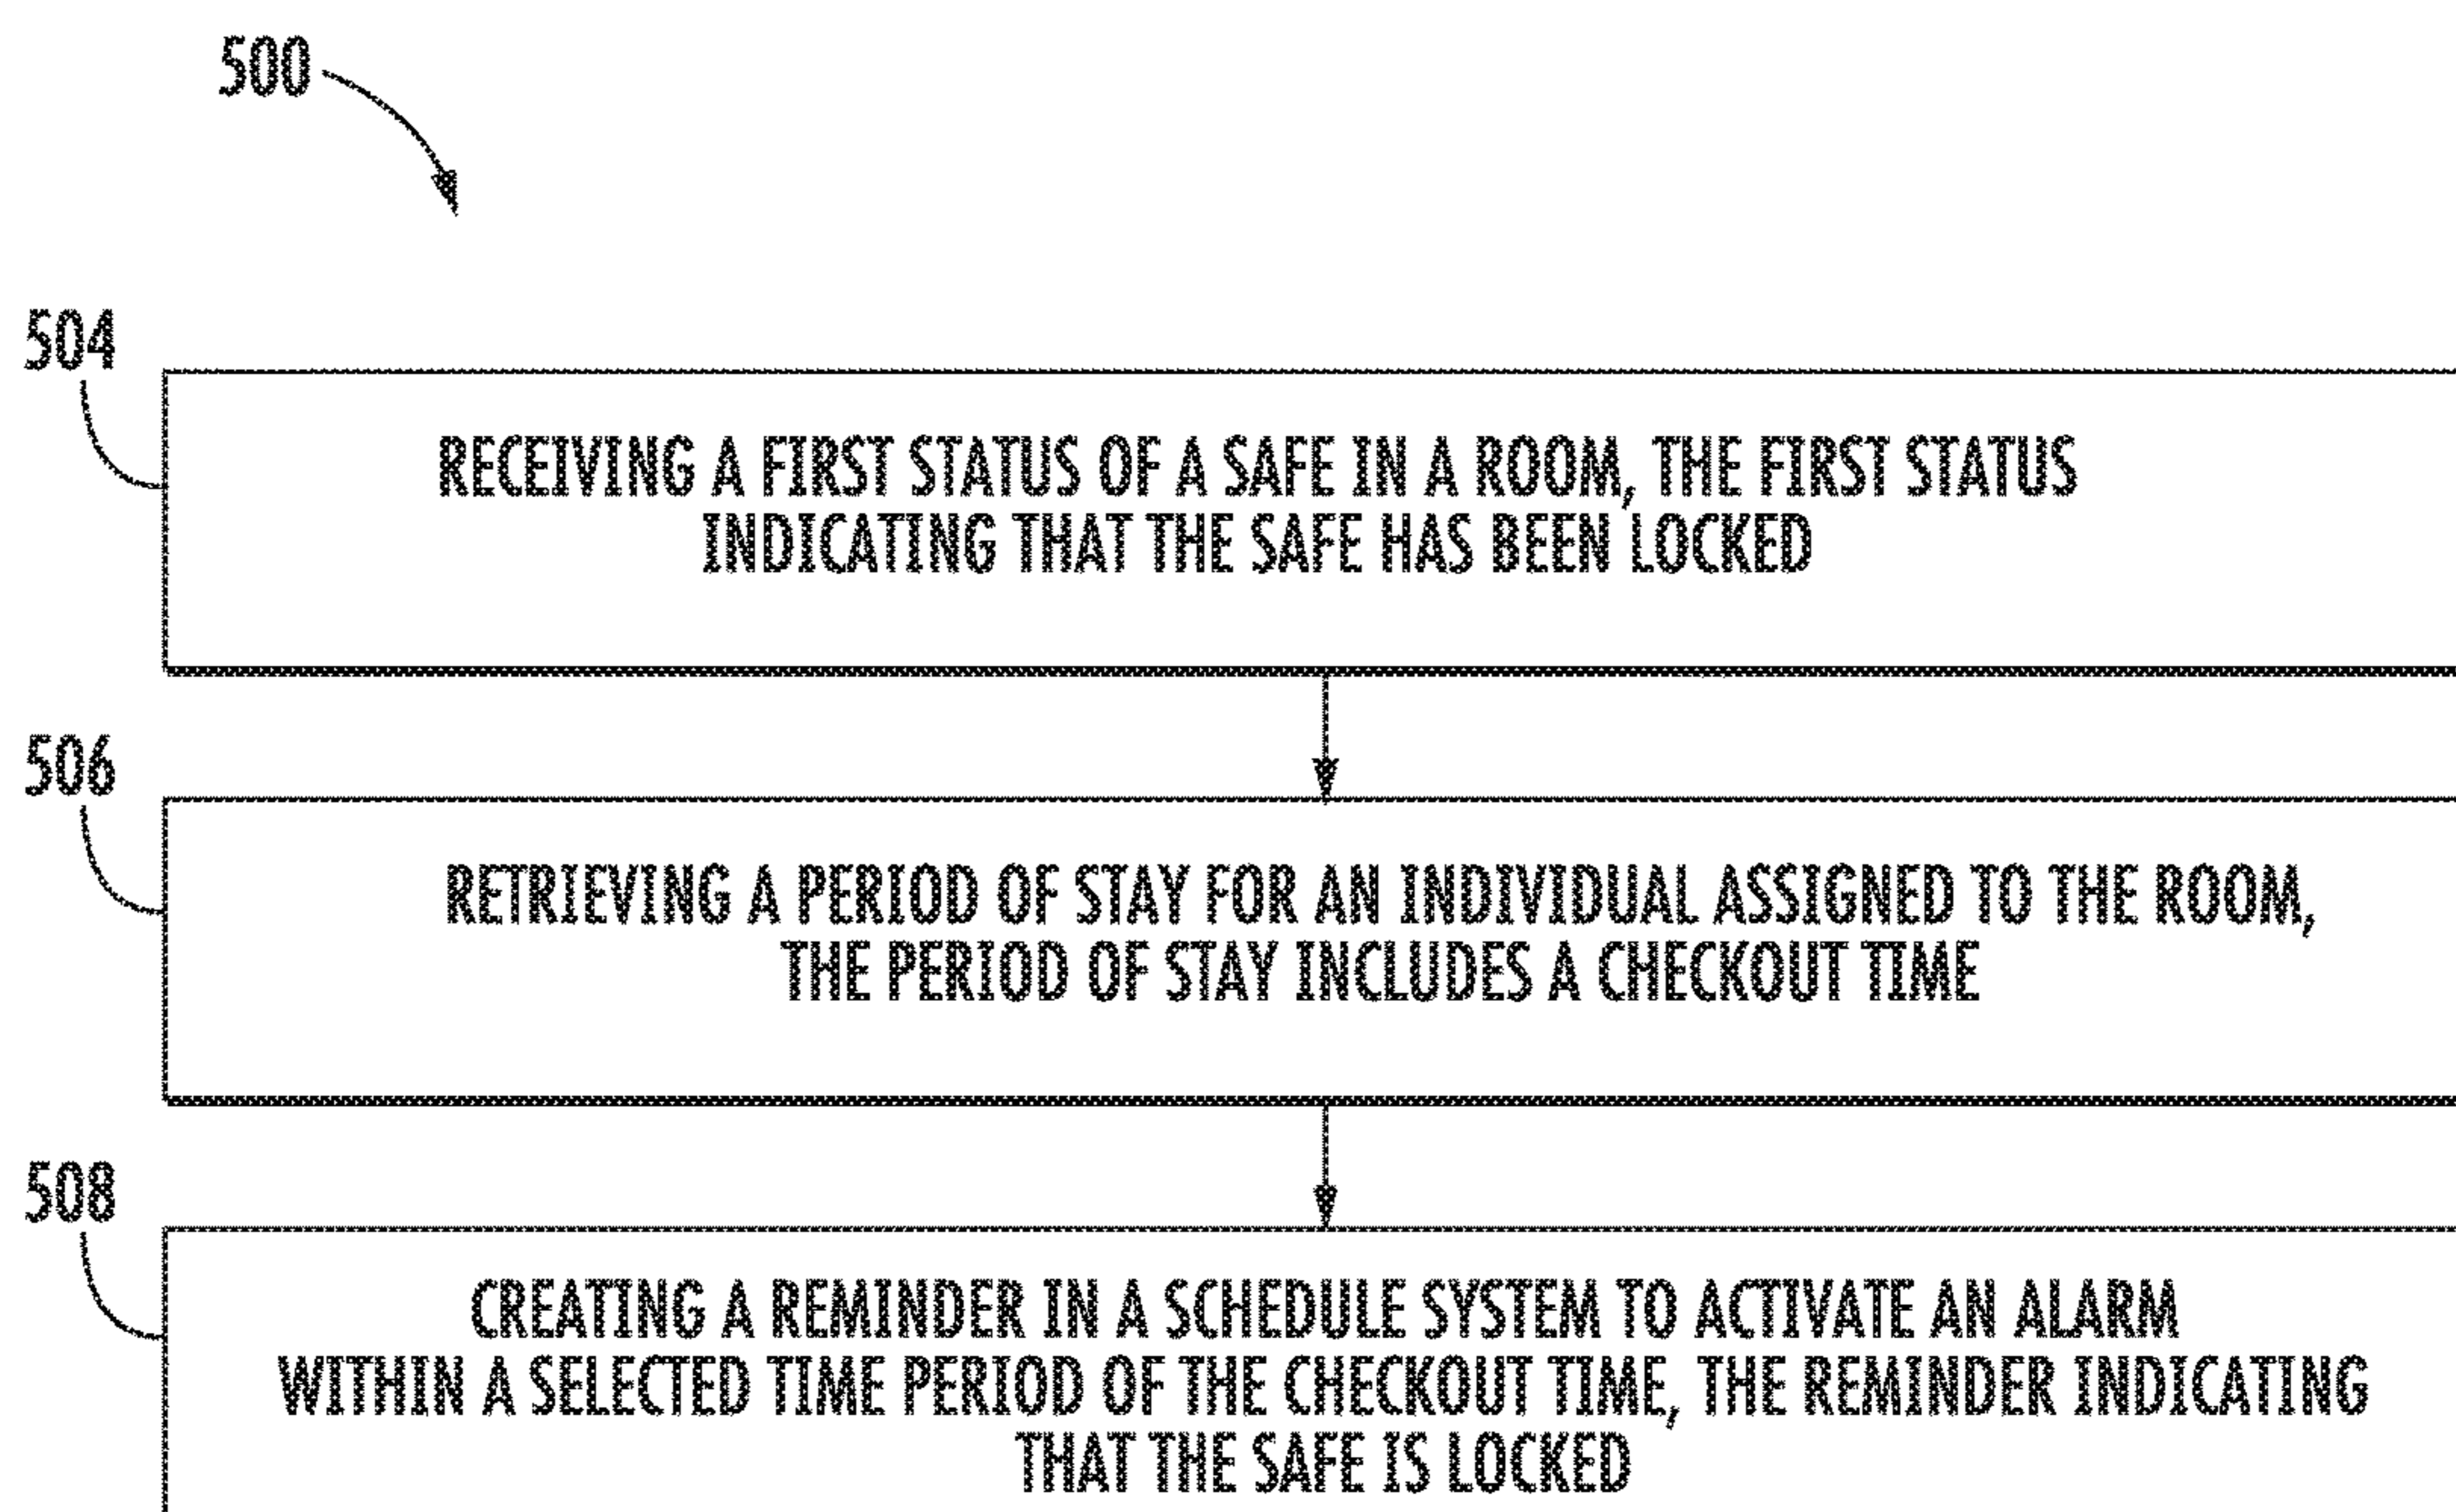 500
504
RECEIVING A FIRST STATUS OF A SAFE IN A ROOM, THE FIRST STATUS
INDICATING THAT THE SAFE HAS BEEN LOCKED
506
RETRIEVING A PERIOD OF STAY FOR AN INDIVIDUAL ASSIGNED TO THE ROOM,
THE PERIOD OF STAY INCLUDES A CHECKOUT TIME
508
CREATING A REMINDER IN A SCHEDULE SYSTEM TO ACTIVATE AN ALARM
WITHIN A SELECTED TIME PERIOD OF THE CHECKOUT TIME, THE REMINDER INDICATING
THAT THE SAFE IS LOCKED